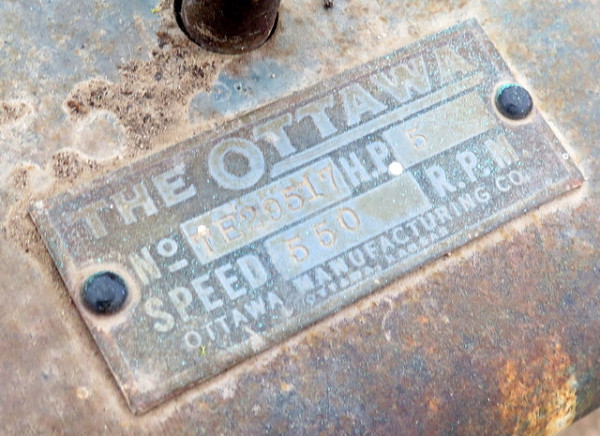 THE OTTAWA
No TE20517 H.P. 5
SPEED 550 R.P.M
OTTAWA MANUFACTURING CO.